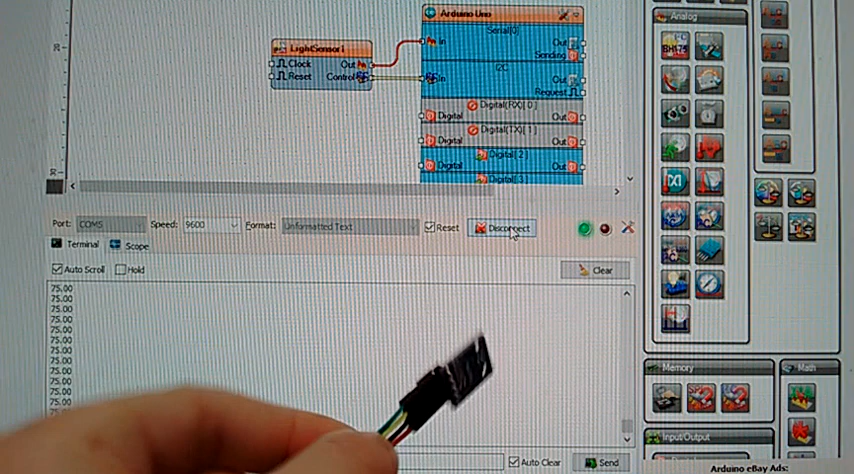 Arduino Uno
Serial[0]
In
Out
Sending
I2C
In
Out
Request
Digital(RX)[ 0 ]
Digital
Out
Digital(TX)[ 1 ]
Digital
Out
Digital[ 2 ]
Digital
Out
Digital[ 3 ]
LightSensor1
Clock
Out
Reset
Control
20
30
Analog
Port:
COM5
Speed:
9600
Format:
Unformatted Text
Reset
Disconnect
Terminal
Scope
Auto Scroll
Hold
Clear
75.00
75.00
75.00
75.00
75.00
75.00
75.00
75.00
75.00
75.00
75.00
75.00
Auto Clear
Send
Memory
Math
Input/Output
Arduino eBay Ads: